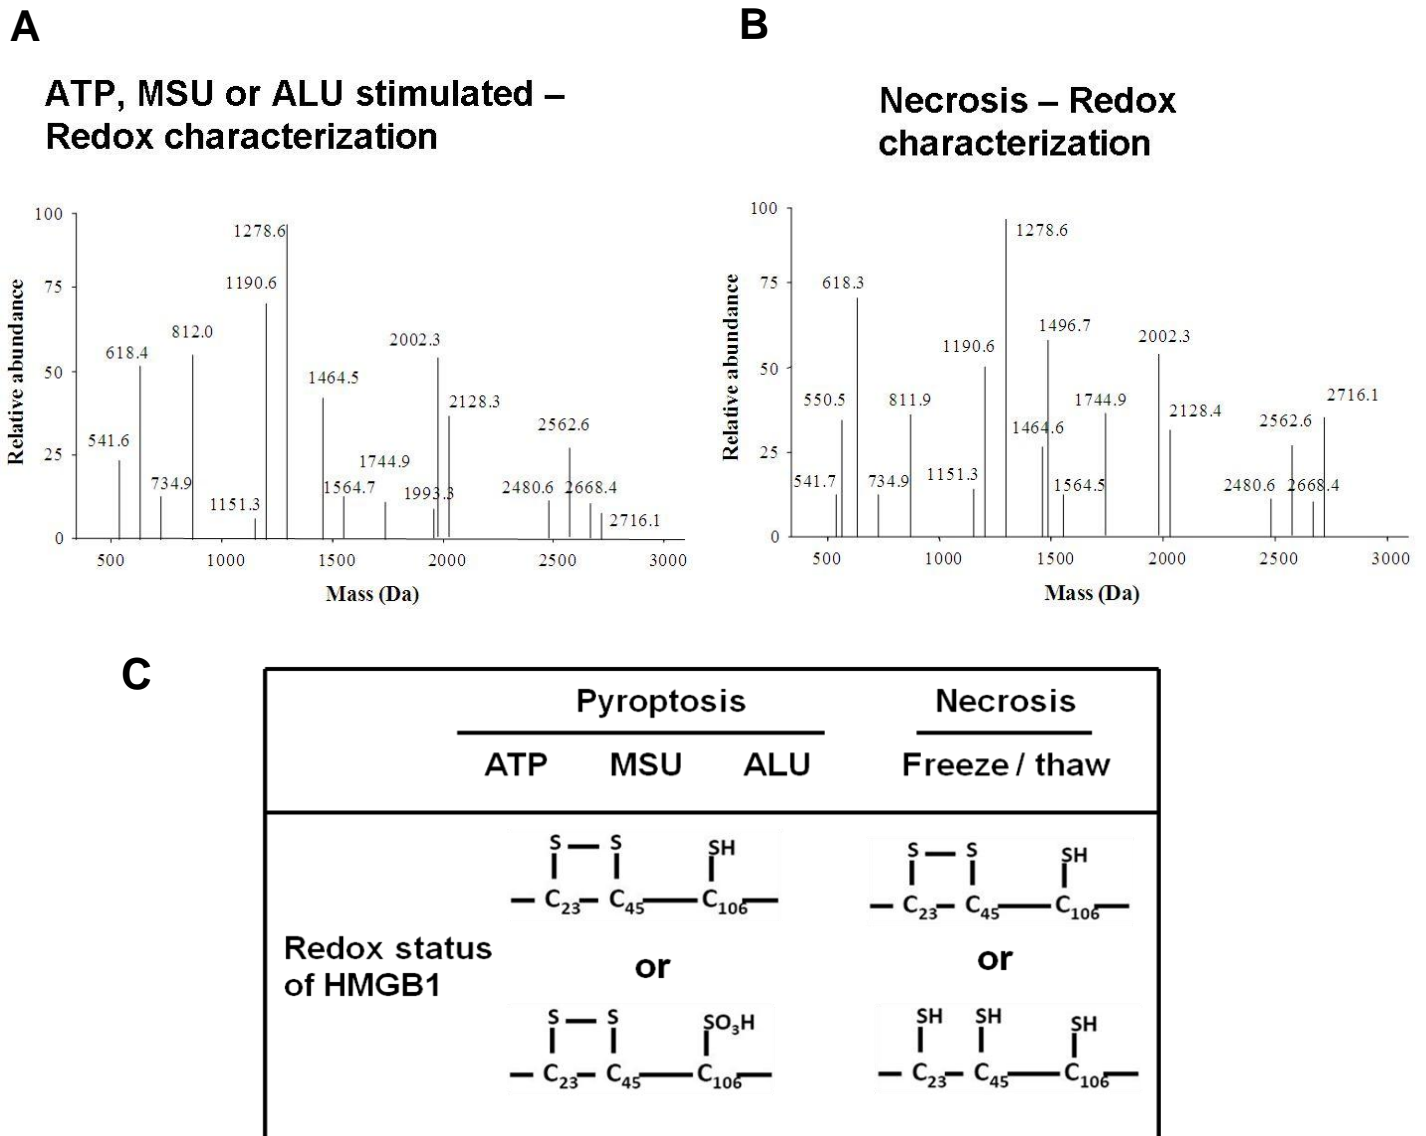 A
B
ATP, MSU or ALU stimulated –
Redox characterization
Necrosis – Redox
characterization
Relative abundance
100
75
50
25
0
541.6
618.4
734.9
812.0
1151.3
1190.6
1278.6
1464.5
1564.7
1744.9
1993.3
2002.3
2128.3
2480.6
2562.6
2668.4
2716.1
500 1000 1500 2000 2500 3000
Mass (Da)
Relative abundance
100
75
50
25
0
541.7
550.5
618.3
734.9
811.9
1151.3
1190.6
1278.6
1464.6
1496.7
1564.5
1744.9
2002.3
2128.4
2480.6
2562.6
2668.4
2716.1
500 1000 1500 2000 2500 3000
Mass (Da)
C
Pyroptosis Necrosis
ATP MSU ALU Freeze / thaw
Redox status
of HMGB1
S S SH
C23 C45 C106
or
S S SO3H
C23 C45 C106
S S SH
C23 C45 C106
or
SH SH SH
C23 C45 C106